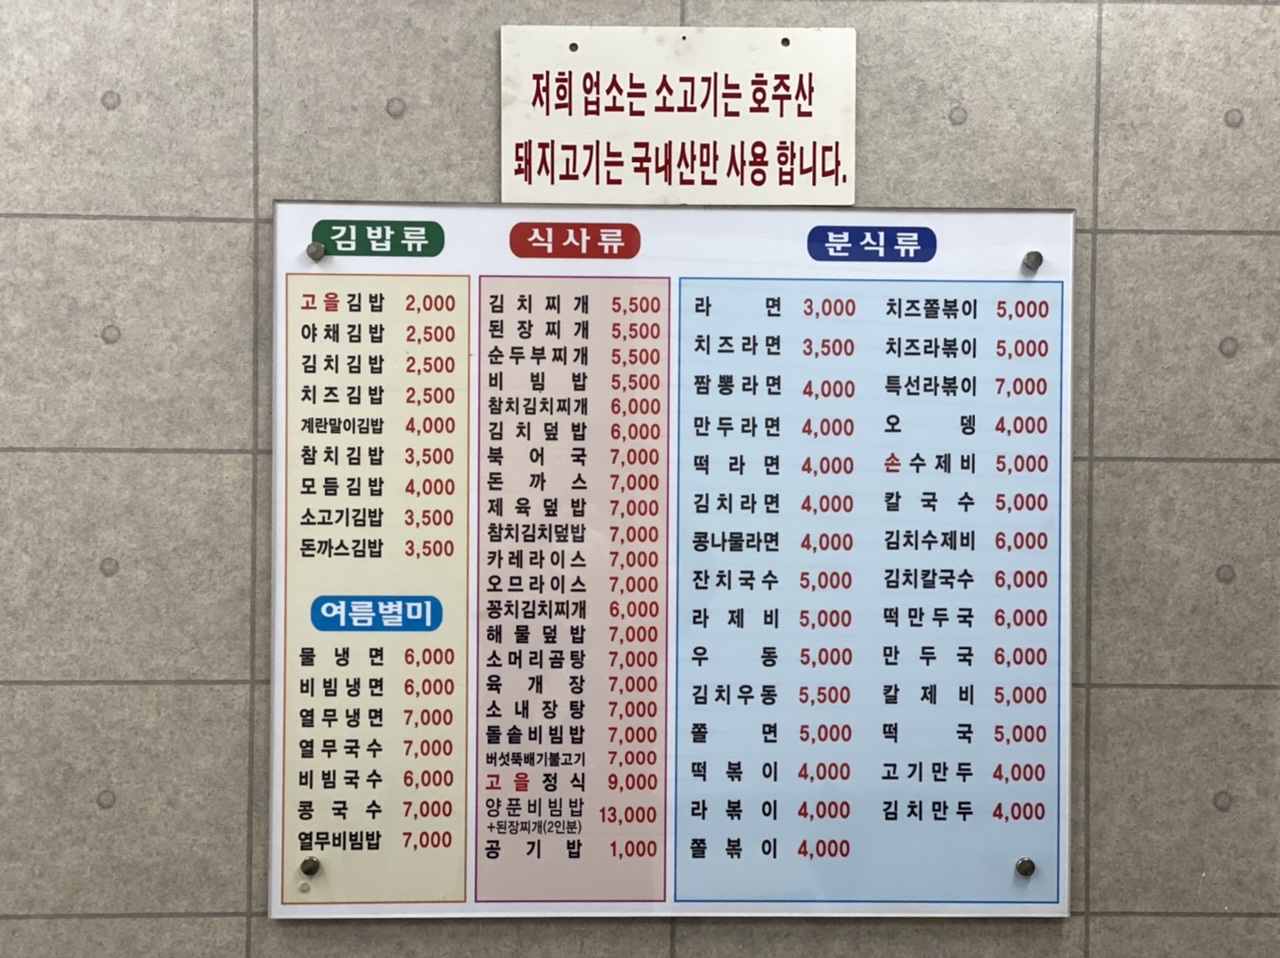 저희 업소는 소고기는 호주산
돼지고기는 국내산만 사용 합니다.
김밥류
고을김밥 2,000
야채김밥 2,500
김치김밥 2,500
치즈김밥 2,500
계란말이김밥 4,000
참치김밥 3,500
모듬김밥 4,000
소고기김밥 3,500
돈까스김밥 3,500
여름별미
물냉면 6,000
비빔냉면 6,000
열무냉면 7,000
열무국수 7,000
비빔국수 6,000
콩국수 7,000
열무비빔밥 7,000
식사류
김치찌개 5,500
된장찌개 5,500
순두부찌개 5,500
비빔밥 5,500
참치김치찌개 6,000
김치덮밥 6,000
북어국 7,000
돈까스 7,000
제육덮밥 7,000
참치김치덮밥 7,000
카레라이스 7,000
오므라이스 7,000
꽁치김치찌개 6,000
해물덮밥 7,000
소머리곰탕 7,000
육개장 7,000
소내장탕 7,000
돌솥비빔밥 7,000
버섯뚝배기불고기 7,000
고을정식 9,000
양푼비빔밥 13,000
+된장찌개(2인분)
공기밥 1,000
분식류
라면 3,000
치즈라면 3,500
짬뽕라면 4,000
만두라면 4,000
떡라면 4,000
김치라면 4,000
콩나물라면 4,000
잔치국수 5,000
라제비 5,000
우동 5,000
김치우동 5,500
쫄면 5,000
떡볶이 4,000
라볶이 4,000
쫄볶이 4,000
치즈쫄볶이 5,000
치즈라볶이 5,000
특선라볶이 7,000
오뎅 4,000
손수제비 5,000
칼국수 5,000
김치수제비 6,000
김치칼국수 6,000
떡만두국 6,000
만두국 6,000
칼제비 5,000
떡국 5,000
고기만두 4,000
김치만두 4,000